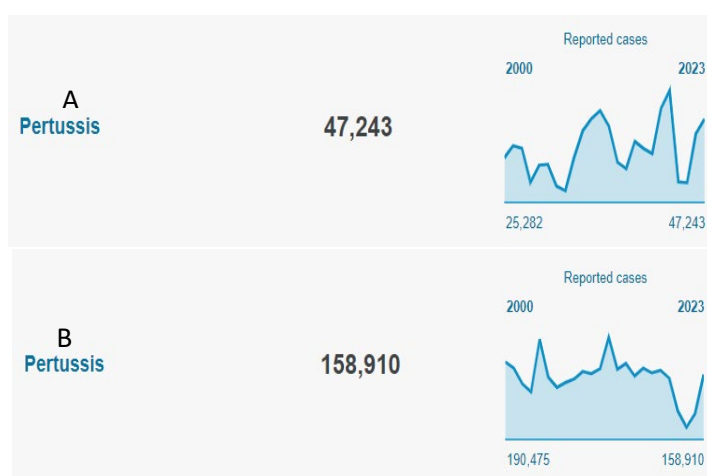 Reported cases
2000 2023
A
Pertussis 47,243
25,282 47,243
Reported cases
2000 2023
B
Pertussis 158,910
190,475 158,910